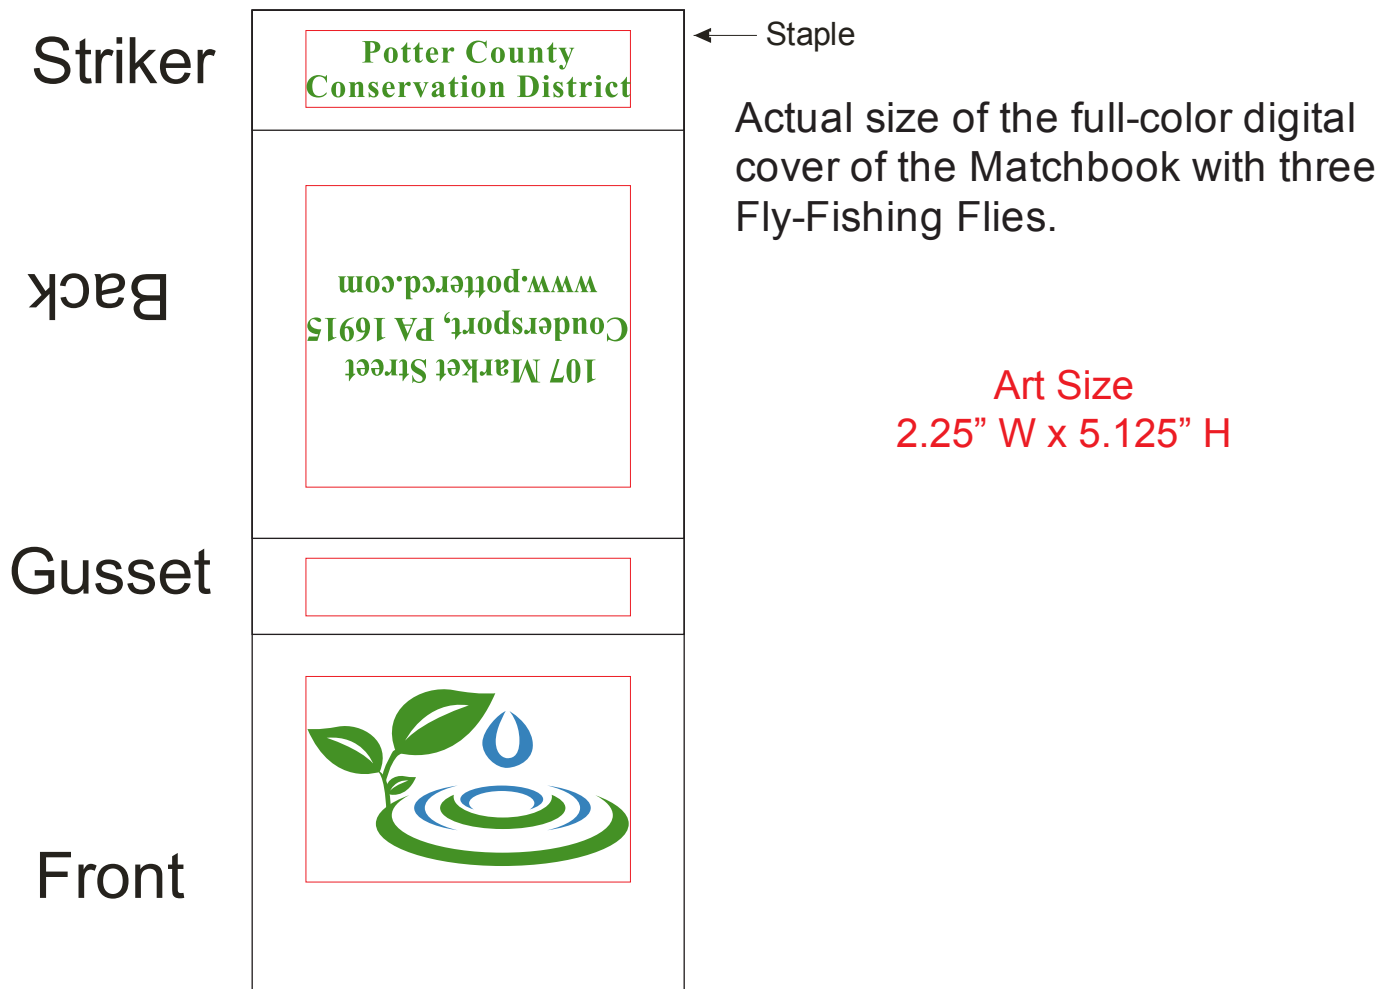 Striker
Potter County
Conservation District
Staple
Actual size of the full-color digital
cover of the Matchbook with three
Fly-Fishing Flies.
Back
107 Market Street
Coudersport, PA 16915
www.pottercd.com
Art Size
2.25” W x 5.125” H
Gusset
Front